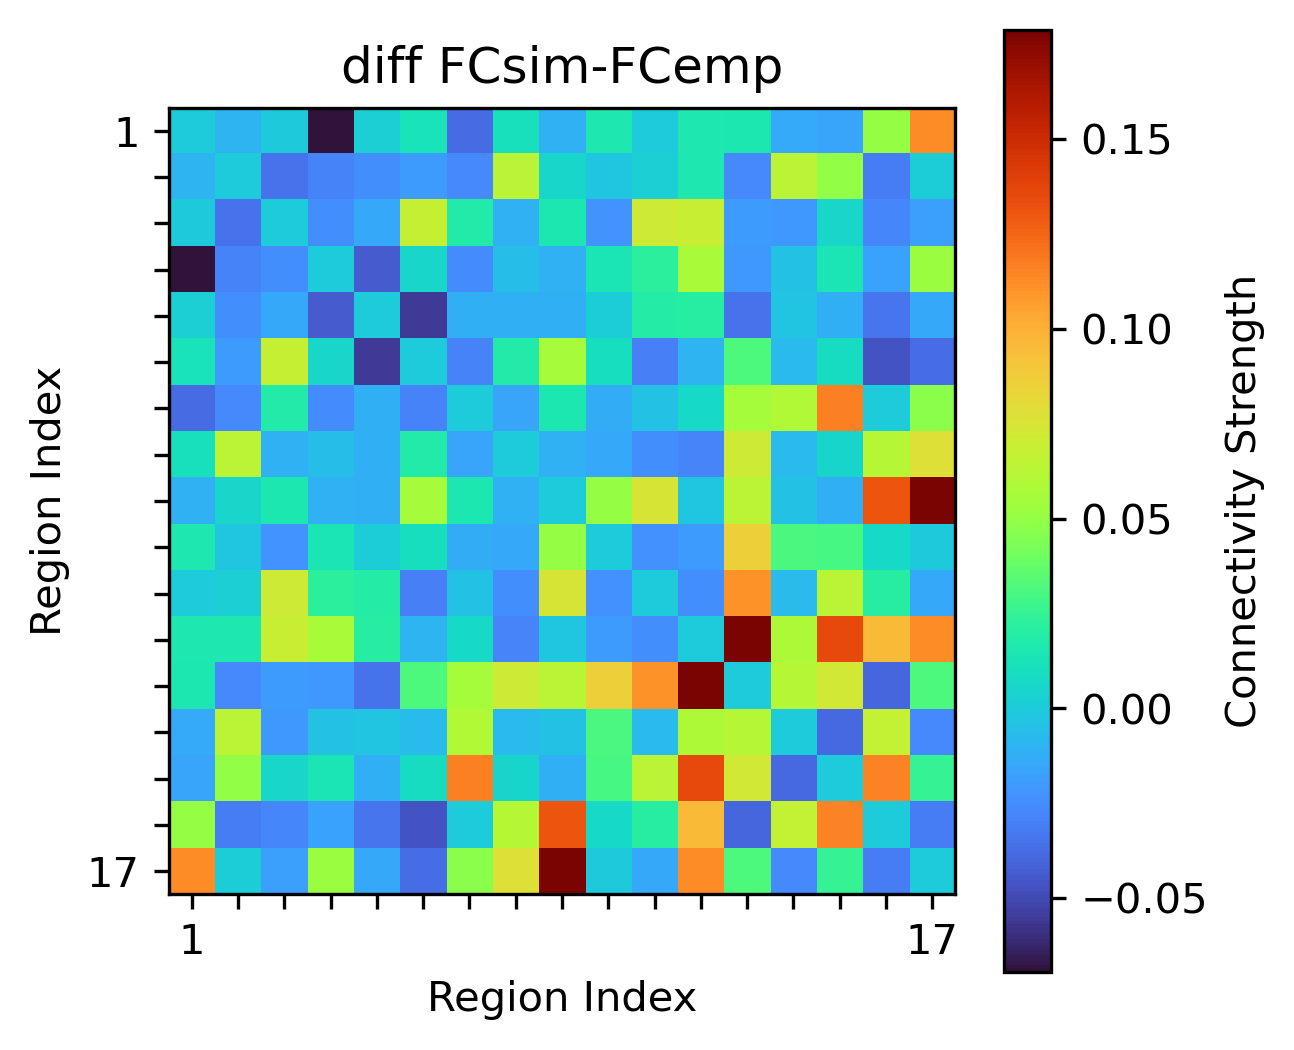 diff FCsim-FCemp
1
17
1
17
Region Index
Region Index
0.15
0.10
0.05
0.00
−0.05
Connectivity Strength